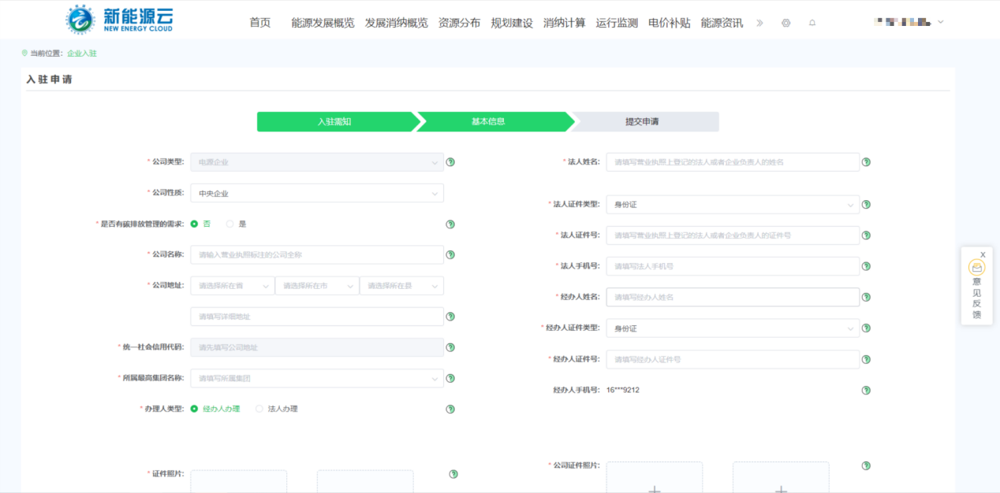 新能源云
NEW ENERGY CLOUD
首页 能源发展概览 发展消纳概览 资源分布 规划建设 消纳计算 运行监测 电价补贴 能源资讯
当前位置: 企业入驻
入驻申请
入驻需知 基本信息 提交申请
* 公司类型: 电源企业
* 公司性质: 中央企业
* 是否有碳排放管理的需求: 否 是
* 公司名称: 请输入营业执照标注的公司全称
* 公司地址: 请选择所在省 请选择所在市 请选择所在县
请填写详细地址
* 统一社会信用代码: 请先填写公司地址
* 所属最高集团名称: 请填写所属集团
* 办理人类型: 经办人办理 法人办理
* 证件照片:
* 法人姓名: 请填写营业执照上登记的法人或者企业负责人的姓名
* 法人证件类型: 身份证
* 法人证件号: 请填写营业执照上登记的法人或者企业负责人的证件号
* 法人手机号: 请填写法人手机号
* 经办人姓名: 请填写经办人姓名
* 经办人证件类型: 身份证
* 经办人证件号: 请填写经办人证件号
经办人手机号: 16***9212
* 公司证件照片:
X
意
见
反
馈